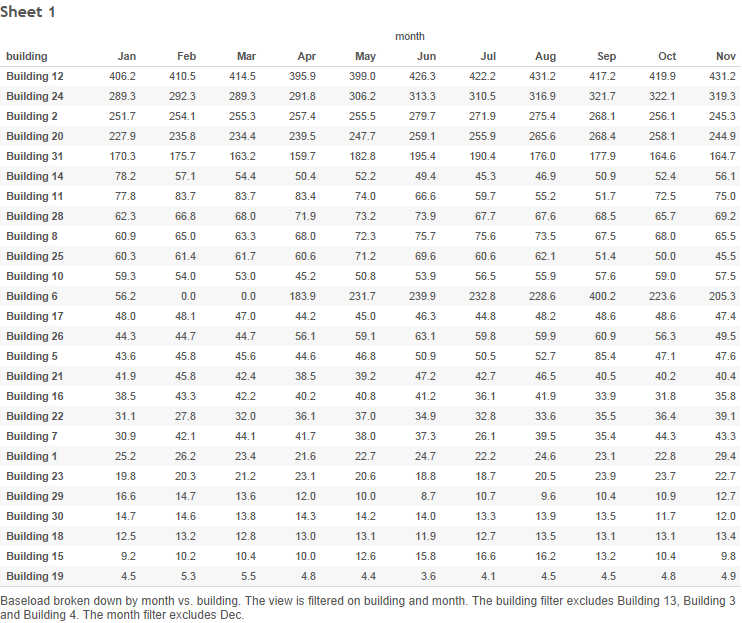 Sheet 1
month
building Jan Feb Mar Apr May Jun Jul Aug Sep Oct Nov
Building 12 406.2 410.5 414.5 395.9 399.0 426.3 422.2 431.2 417.2 419.9 431.2
Building 24 289.3 292.3 289.3 291.8 306.2 313.3 310.5 316.9 321.7 322.1 319.3
Building 2 251.7 254.1 255.3 257.4 255.5 279.7 271.9 275.4 268.1 256.1 245.3
Building 20 227.9 235.8 234.4 239.5 247.7 259.1 255.9 265.6 268.4 258.1 244.9
Building 31 170.3 175.7 163.2 159.7 182.8 195.4 190.4 176.0 177.9 164.6 164.7
Building 14 78.2 57.1 54.4 50.4 52.2 49.4 45.3 46.9 50.9 52.4 56.1
Building 11 77.8 83.7 83.7 83.4 74.0 66.6 59.7 55.2 51.7 72.5 75.0
Building 28 62.3 66.8 68.0 71.9 73.2 73.9 67.7 67.6 68.5 65.7 69.2
Building 8 60.9 65.0 63.3 68.0 72.3 75.7 75.6 73.5 67.5 68.0 65.5
Building 25 60.3 61.4 61.7 60.6 71.2 69.6 60.6 62.1 51.4 50.0 45.5
Building 10 59.3 54.0 53.0 45.2 50.8 53.9 56.5 55.9 57.6 59.0 57.5
Building 6 56.2 0.0 0.0 183.9 231.7 239.9 232.8 228.6 400.2 223.6 205.3
Building 17 48.0 48.1 47.0 44.2 45.0 46.3 44.8 48.2 48.6 48.6 47.4
Building 26 44.3 44.7 44.7 56.1 59.1 63.1 59.8 59.9 60.9 56.3 49.5
Building 5 43.6 45.8 45.6 44.6 46.8 50.9 50.5 52.7 85.4 47.1 47.6
Building 21 41.9 45.8 42.4 38.5 39.2 47.2 42.7 46.5 40.5 40.2 40.4
Building 16 38.5 43.3 42.2 40.2 40.8 41.2 36.1 41.9 33.9 31.8 35.8
Building 22 31.1 27.8 32.0 36.1 37.0 34.9 32.8 33.6 35.5 36.4 39.1
Building 7 30.9 42.1 44.1 41.7 38.0 37.3 26.1 39.5 35.4 44.3 43.3
Building 1 25.2 26.2 23.4 21.6 22.7 24.7 22.2 24.6 23.1 22.8 29.4
Building 23 19.8 20.3 21.2 23.1 20.6 18.8 18.7 20.5 23.9 23.7 22.7
Building 29 16.6 14.7 13.6 12.0 10.0 8.7 10.7 9.6 10.4 10.9 12.7
Building 30 14.7 14.6 13.8 14.3 14.2 14.0 13.3 13.9 13.5 11.7 12.0
Building 18 12.5 13.2 12.8 13.0 13.1 11.9 12.7 13.5 13.1 13.1 13.4
Building 15 9.2 10.2 10.4 10.0 12.6 15.8 16.6 16.2 13.2 10.4 9.8
Building 19 4.5 5.3 5.5 4.8 4.4 3.6 4.1 4.5 4.5 4.8 4.9
Baseload broken down by month vs. building. The view is filtered on building and month. The building filter excludes Building 13, Building 3
and Building 4. The month filter excludes Dec.